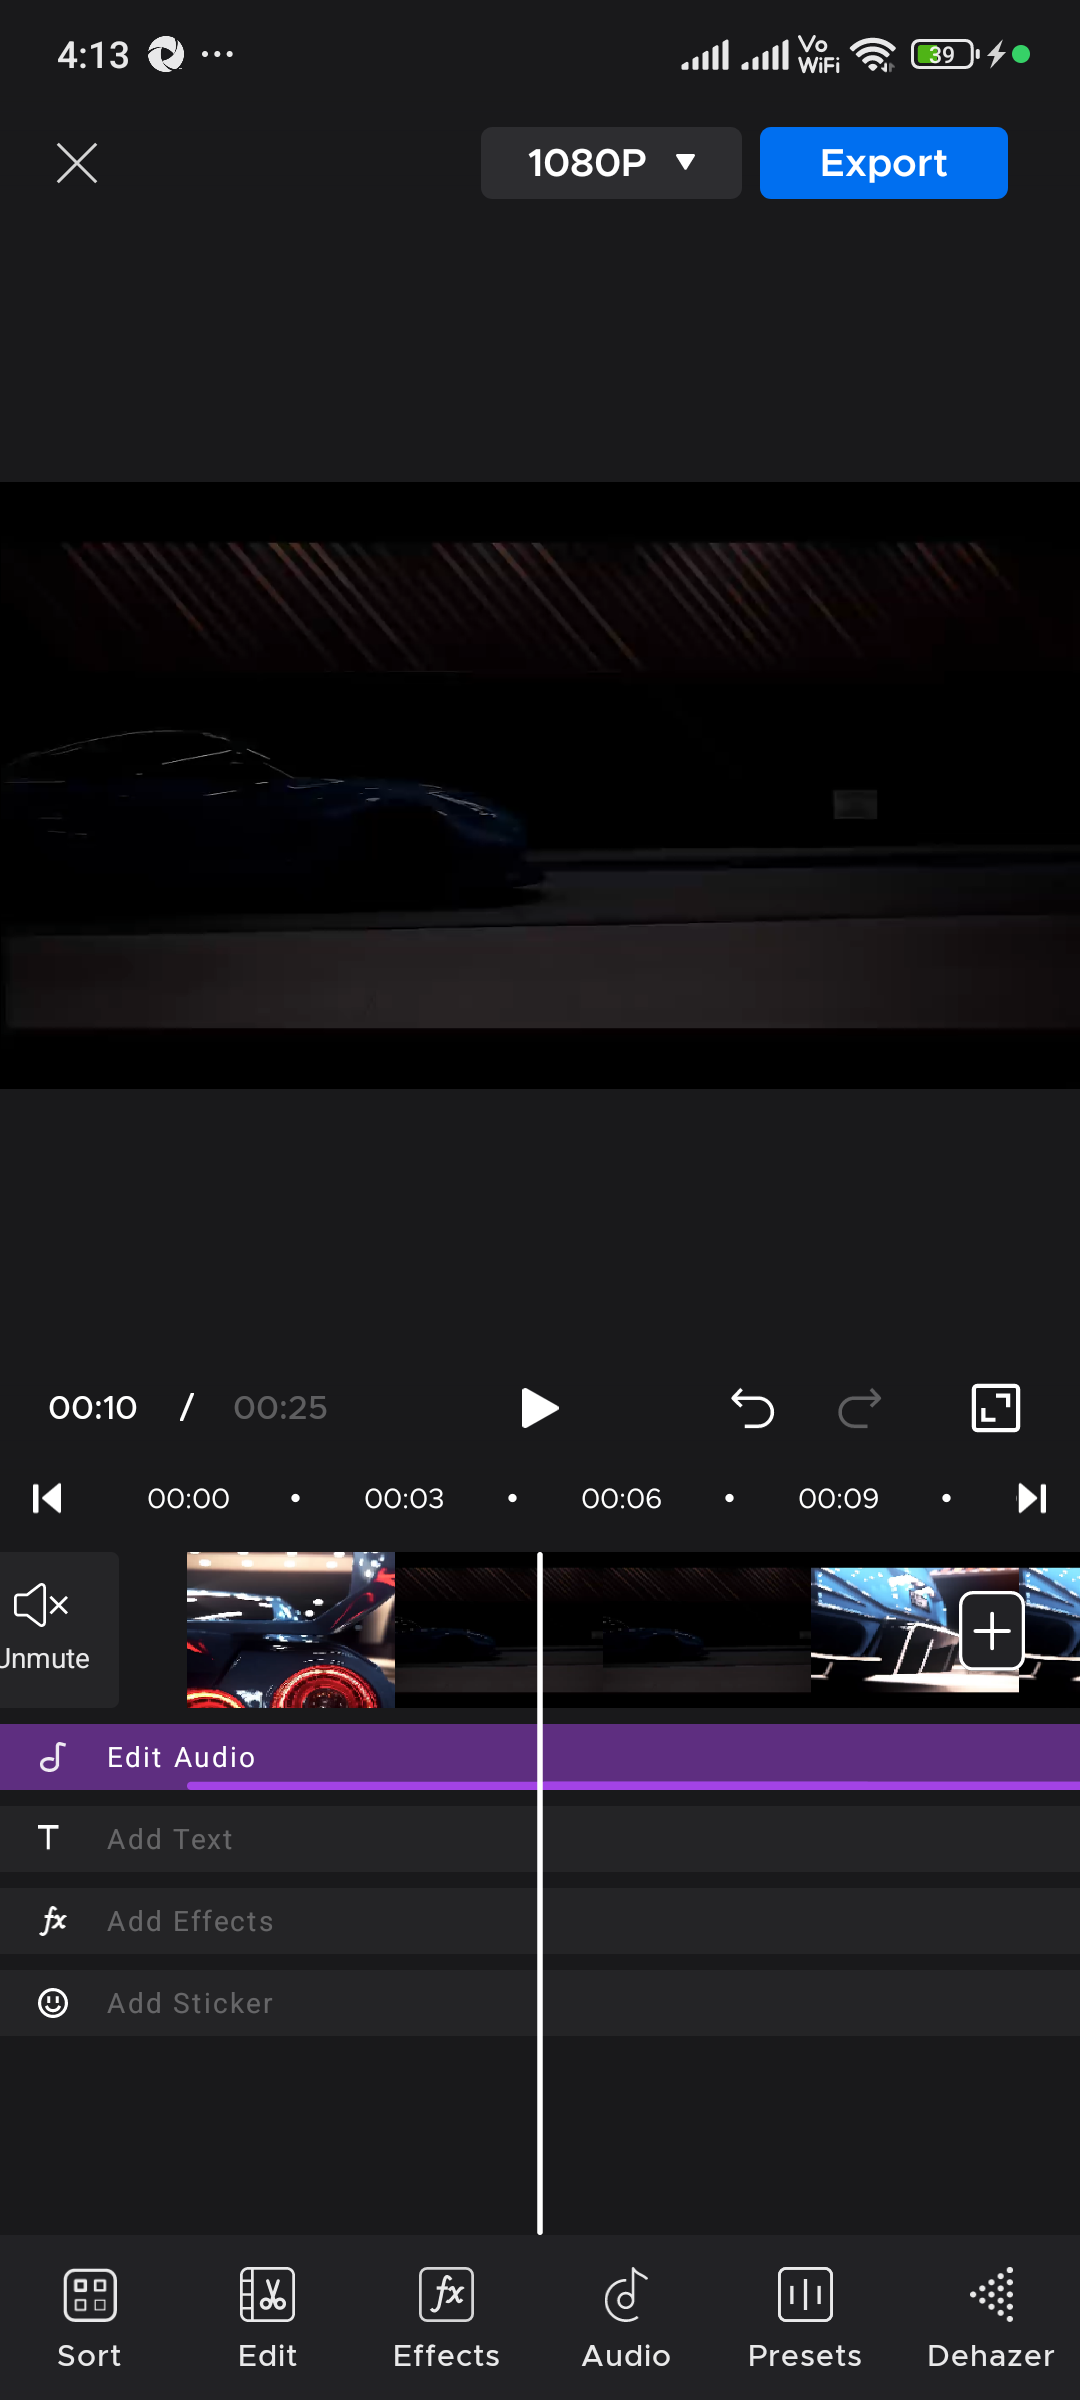 4:13
Vo
WiFi
39
1080P
Export
00:10 / 00:25
00:00 00:03 00:06 00:09
Unmute
Edit Audio
Add Text
Add Effects
Add Sticker
Sort Edit Effects Audio Presets Dehazer